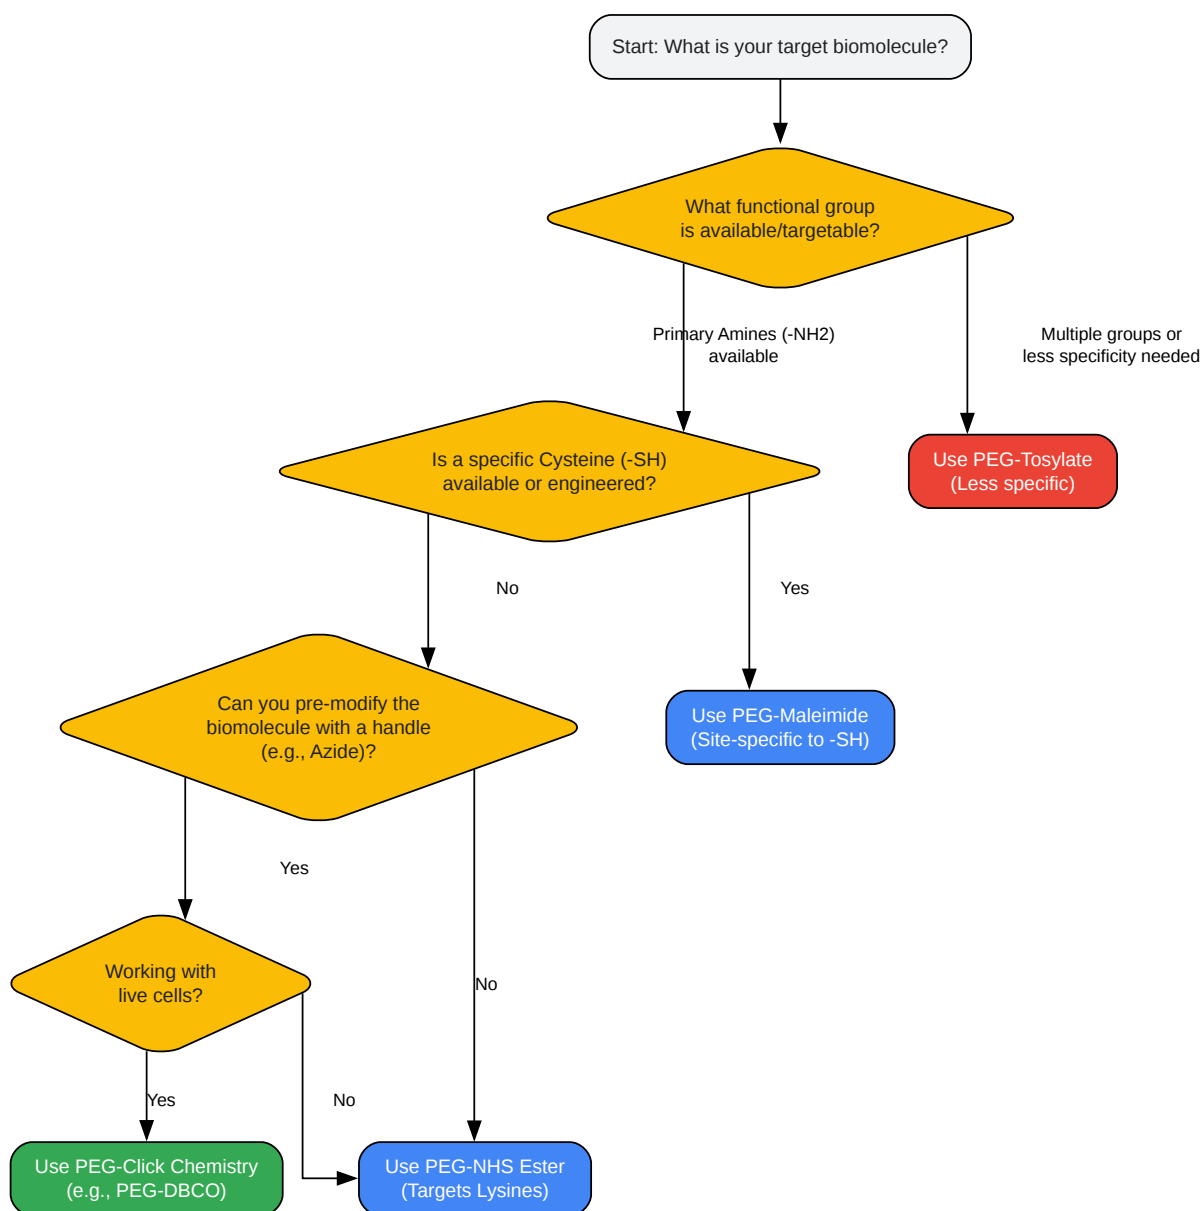 Start: What is your target biomolecule?
What functional group
is available/targetable?
Primary Amines (-NH2)
available
Multiple groups or
less specificity needed
Is a specific Cysteine (-SH)
available or engineered?
Use PEG-Tosylate
(Less specific)
No
Yes
Can you pre-modify the
biomolecule with a handle
(e.g., Azide)?
Use PEG-Maleimide
(Site-specific to -SH)
Yes
No
Working with
live cells?
Yes
No
Use PEG-Click Chemistry
(e.g., PEG-DBCO)
Use PEG-NHS Ester
(Targets Lysines)